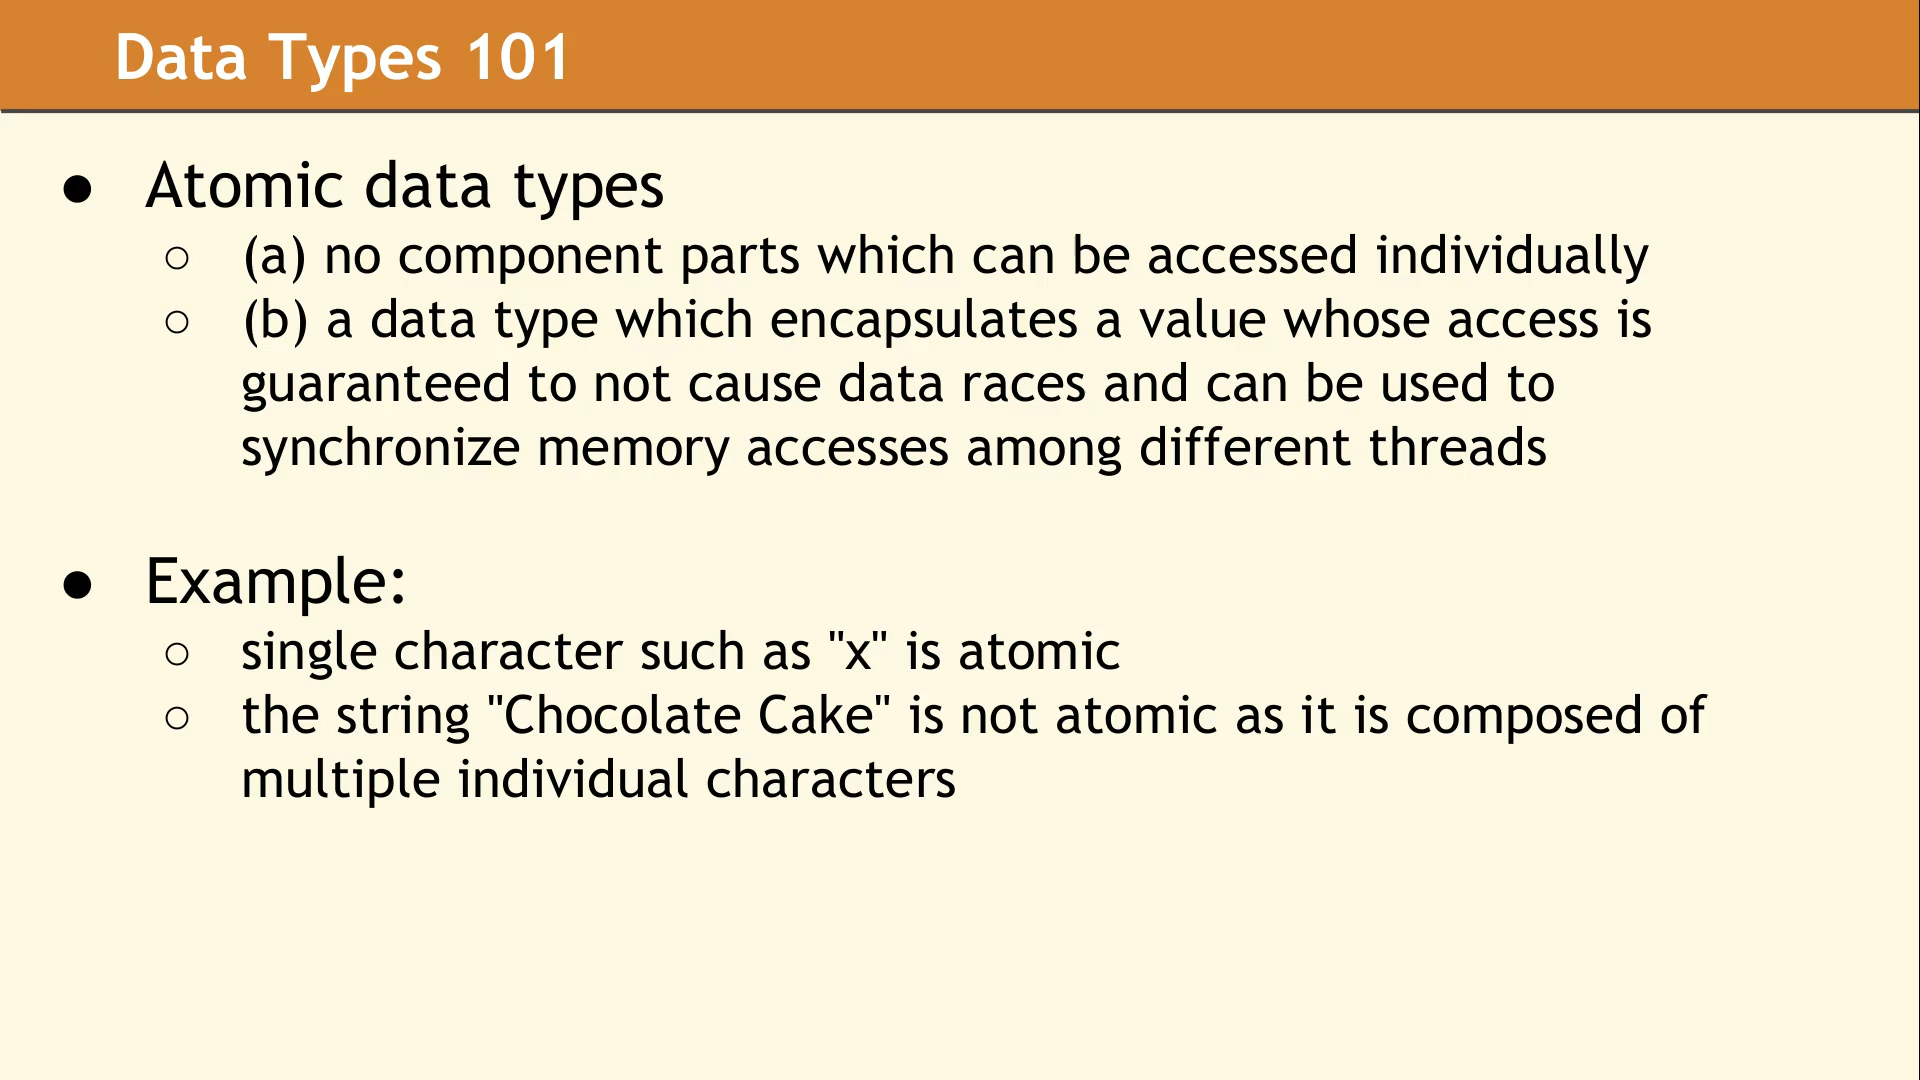 Data Types 101
● Atomic data types
○ (a) no component parts which can be accessed individually
○ (b) a data type which encapsulates a value whose access is
guaranteed to not cause data races and can be used to
synchronize memory accesses among different threads
● Example:
○ single character such as "x" is atomic
○ the string "Chocolate Cake" is not atomic as it is composed of
multiple individual characters